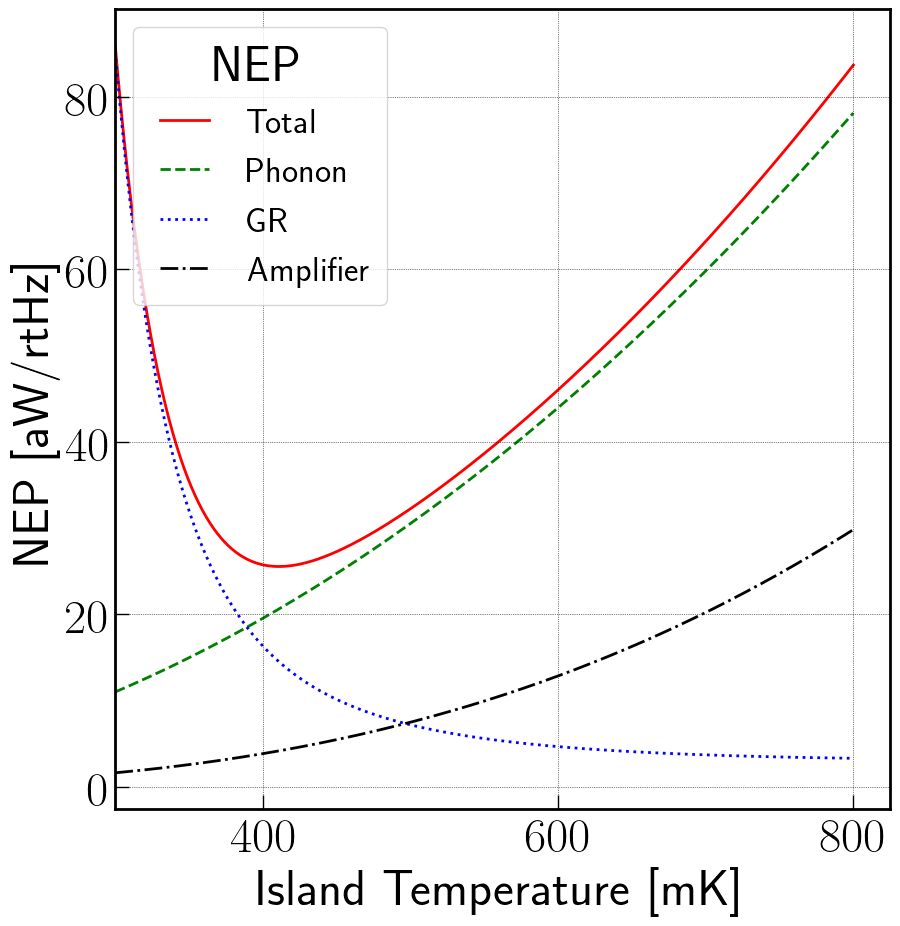 NEP
Total
Phonon
GR
Amplifier
80
60
40
20
0
NEP [aW/rtHz]
400 600 800
Island Temperature [mK]